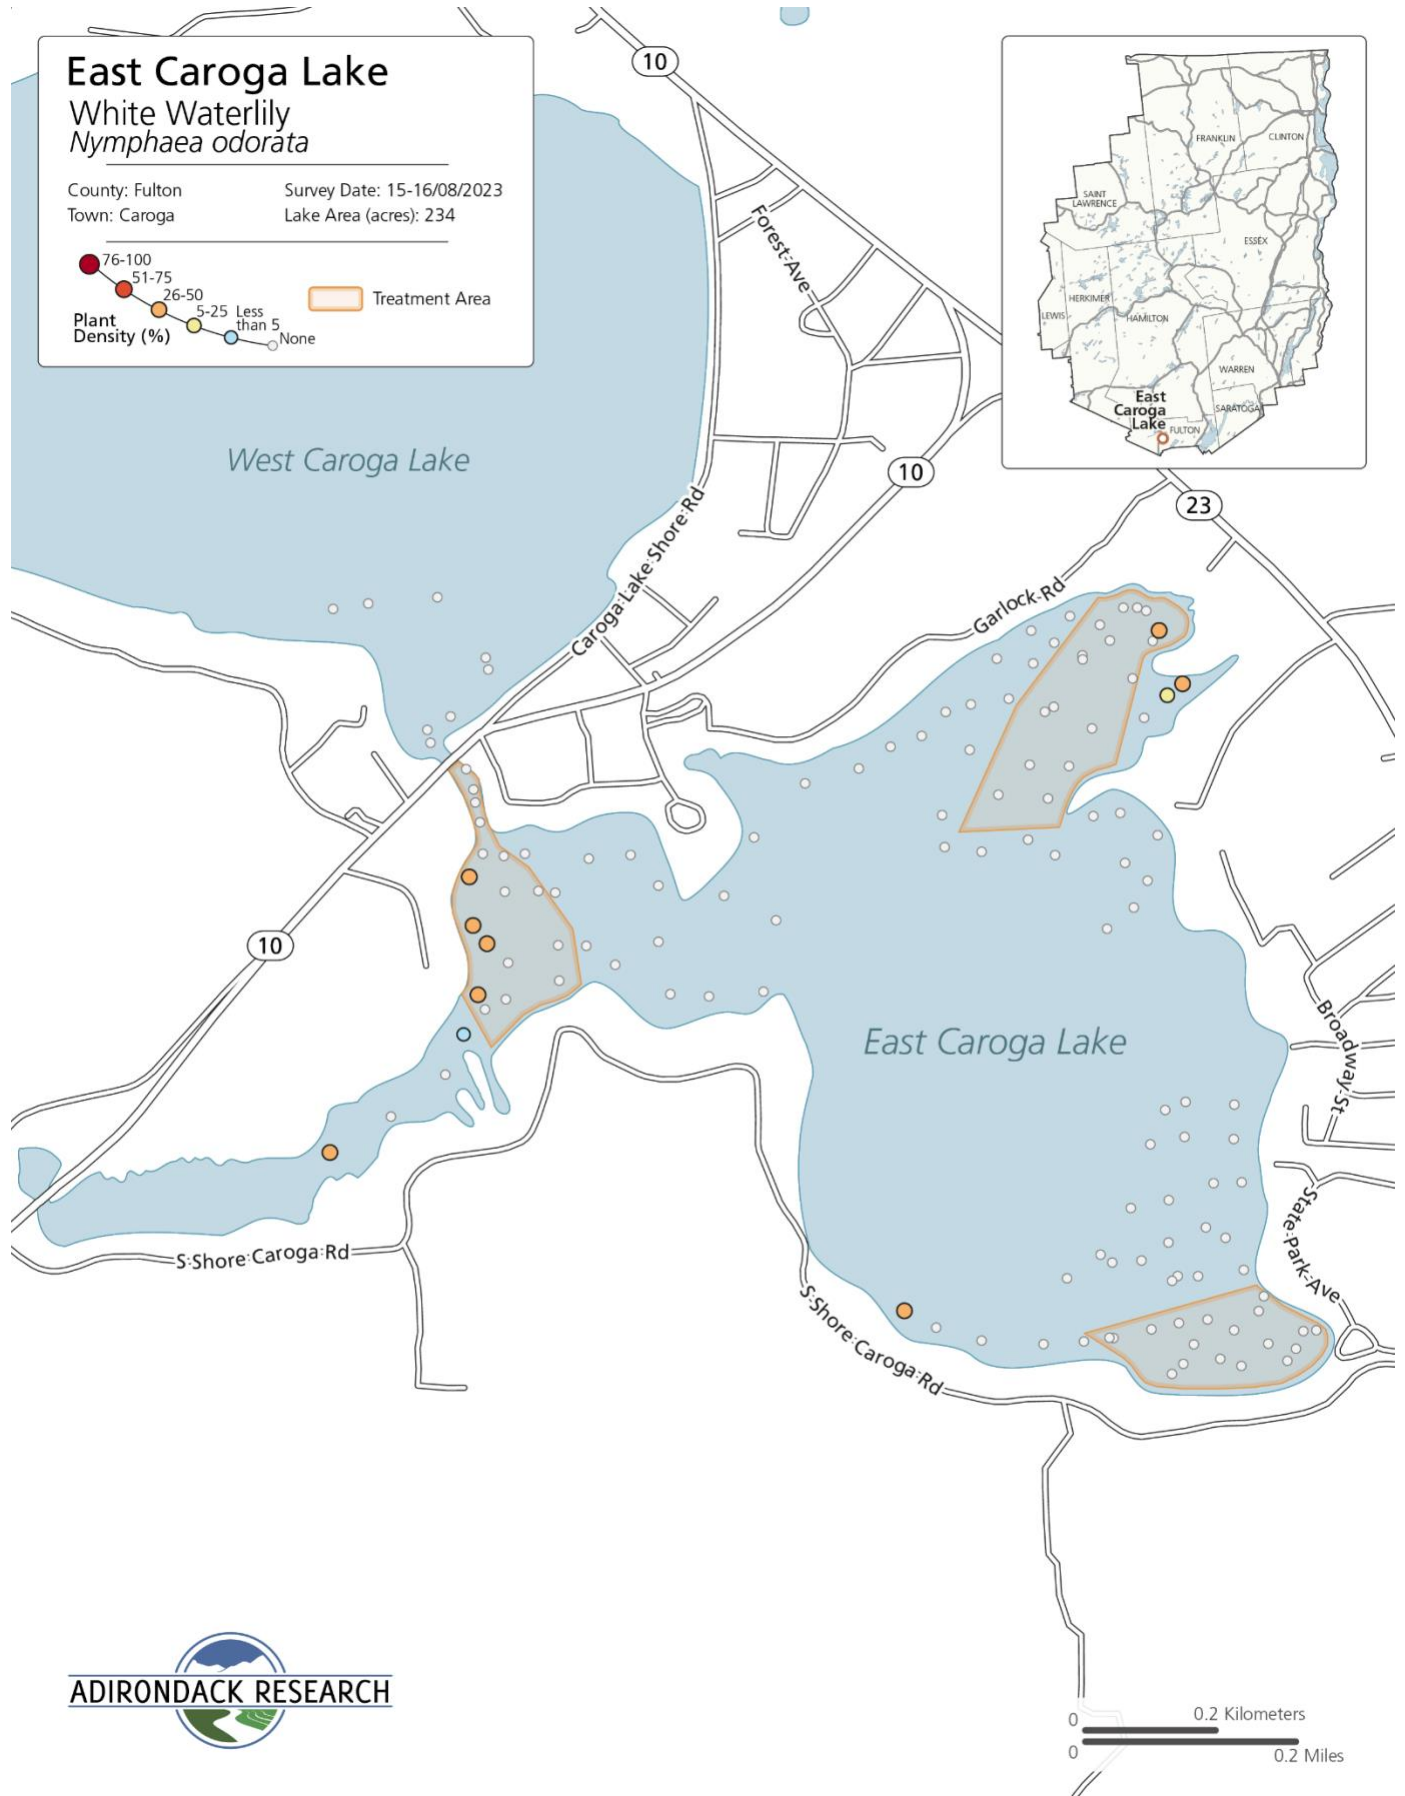 East Caroga Lake
White Waterlily
Nymphaea odorata
County: Fulton
Survey Date: 15-16/08/2023
Town: Caroga
Lake Area (acres): 234
76-100
51-75
26-50
5-25
Less
than 5
None
Plant
Density (%)
Treatment Area
10
FRANKLIN
CLINTON
SAINT
LAWRENCE
ESSEX
HERKIMER
LEWIS
HAMILTON
WARREN
East
Caroga
Lake
SARATOGA
FULTON
Forest Ave
West Caroga Lake
10
23
Caroga Lake Shore Rd
Garlock Rd
10
East Caroga Lake
Broadway St
State Park Ave
S Shore Caroga Rd
S Shore Caroga Rd
ADIRONDACK RESEARCH
0
0.2 Kilometers
0
0.2 Miles